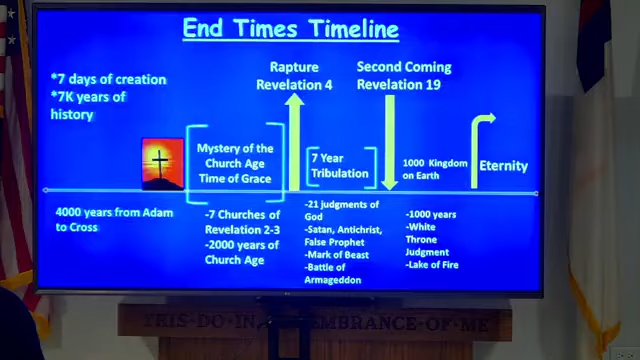 End Times Timeline
*7 days of creation
*7K years of
history
Rapture
Revelation 4
Second Coming
Revelation 19
Mystery of the
Church Age
Time of Grace
7 Year
Tribulation
1000 Kingdom
on Earth
Eternity
4000 years from Adam
to Cross
-7 Churches of
Revelation 2-3
-2000 years of
Church Age
-21 judgments of
God
-Satan, Antichrist,
False Prophet
-Mark of Beast
-Battle of
Armageddon
-1000 years
-White
Throne
Judgment
-Lake of Fire
THIS·DO·IN EMBRANCE·OF·ME